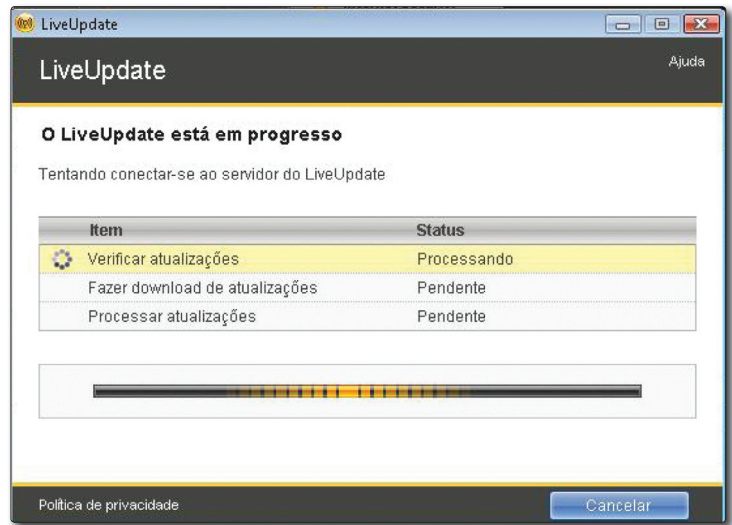 LiveUpdate
LiveUpdate
Ajuda
O LiveUpdate está em progresso
Tentando conectar-se ao servidor do LiveUpdate
Item Status
Verificar atualizações Processando
Fazer download de atualizações Pendente
Processar atualizações Pendente
Política de privacidade Cancelar